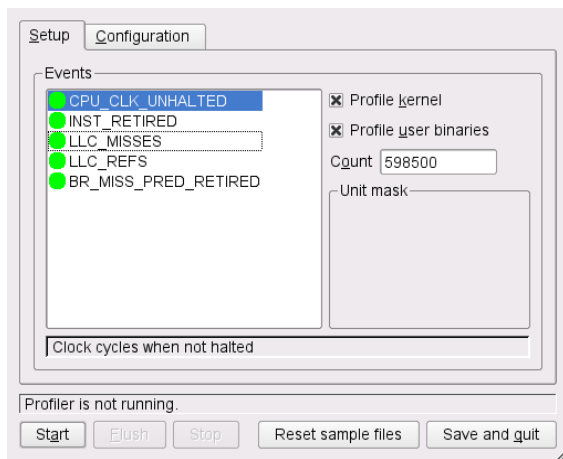 Setup Configuration
Events
CPU_CLK_UNHALTED
INST_RETIRED
LLC_MISSES
LLC_REFS
BR_MISS_PRED_RETIRED
Profile kernel
Profile user binaries
Count 598500
Unit mask
Clock cycles when not halted
Profiler is not running.
Start Flush Stop Reset sample files Save and quit